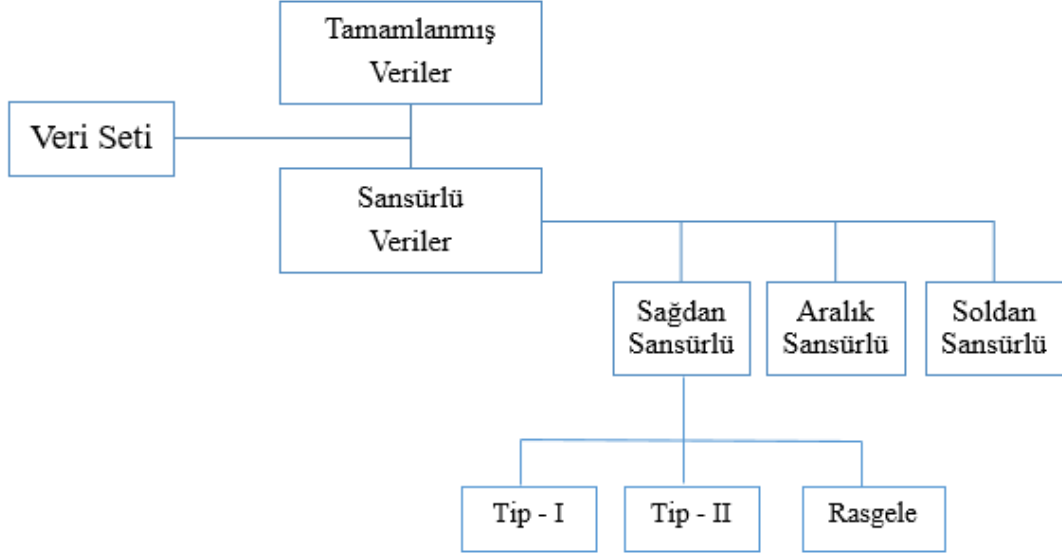 Tamamlanmış
Veriler
Veri Seti
Sansürlü
Veriler
Sağdan
Sansürlü
Aralık
Sansürlü
Soldan
Sansürlü
Tip - I
Tip - II
Rasgele